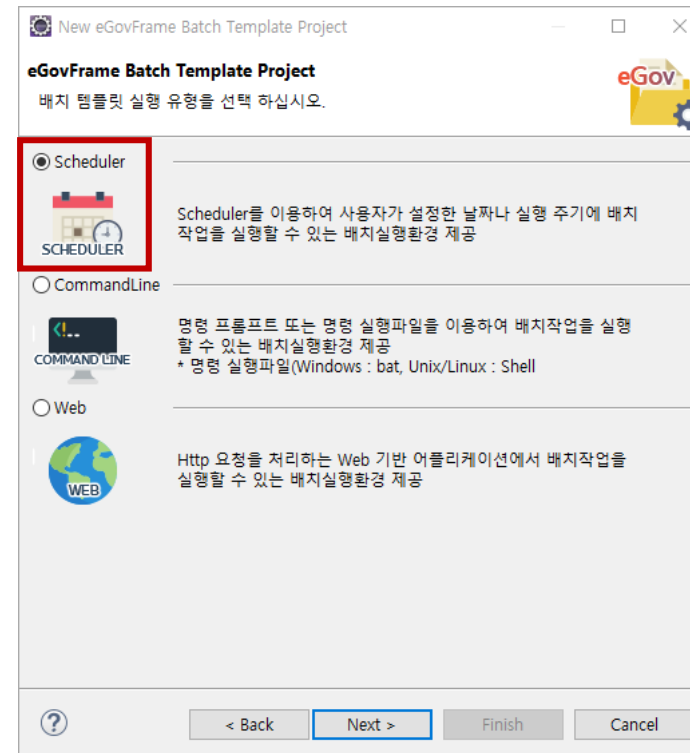 New eGovFrame Batch Template Project
eGovFrame Batch Template Project
배치 템플릿 실행 유형을 선택 하십시오.
eGov
Scheduler
SCHEDULER
Scheduler를 이용하여 사용자가 설정한 날짜나 실행 주기에 배치
작업을 실행할 수 있는 배치실행환경 제공
CommandLine
<!..
COMMAND LINE
명령 프롬프트 또는 명령 실행파일을 이용하여 배치작업을 실행
할 수 있는 배치실행환경 제공
* 명령 실행파일(Windows : bat, Unix/Linux : Shell
Web
WEB
Http 요청을 처리하는 Web 기반 어플리케이션에서 배치작업을
실행할 수 있는 배치실행환경 제공
?
< Back
Next >
Finish
Cancel